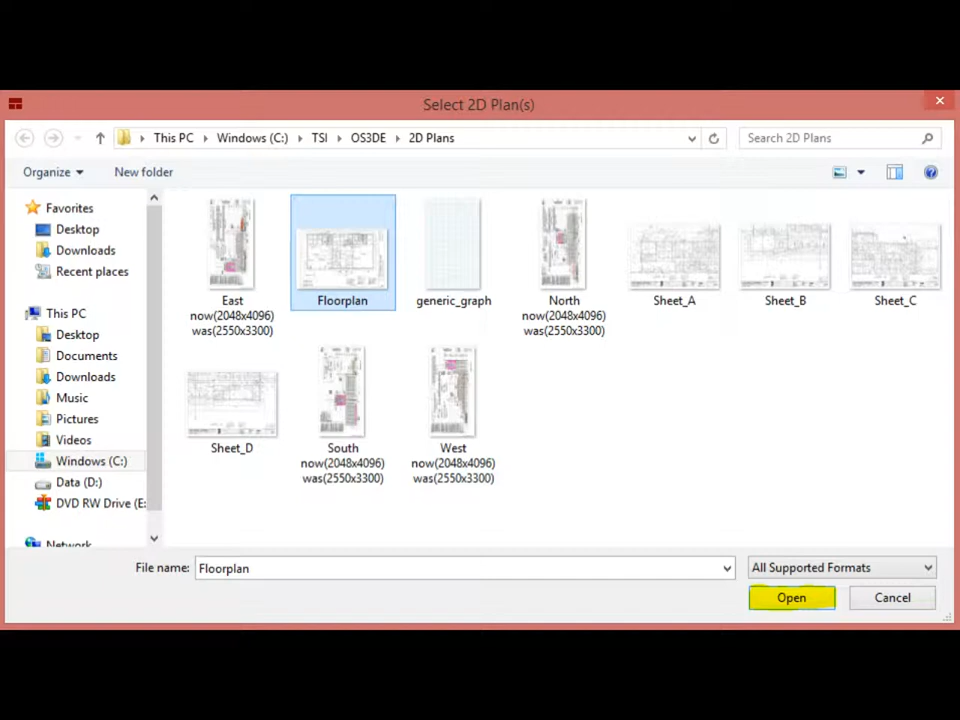 Select 2D Plan(s)
This PC Windows (C:) TSI OS3DE 2D Plans
Search 2D Plans
Organize New folder
Favorites
Desktop
Downloads
Recent places
This PC
Desktop
Documents
Downloads
Music
Pictures
Videos
Windows (C:)
Data (D:)
DVD RW Drive (E:
Network
East
now(2048x4096)
was(2550x3300)
Floorplan
generic_graph
North
now(2048x4096)
was(2550x3300)
Sheet_A
Sheet_B
Sheet_C
Sheet_D
South
now(2048x4096)
was(2550x3300)
West
now(2048x4096)
was(2550x3300)
File name: Floorplan
All Supported Formats
Open Cancel